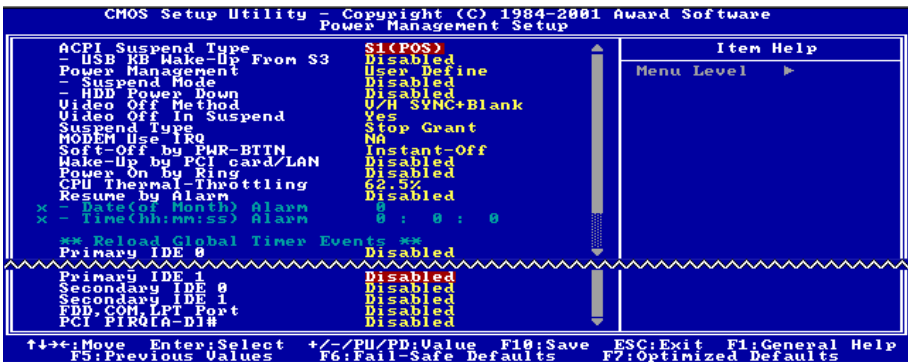 CMOS Setup Utility – Copyright (C) 1984-2001 Award Software
Power Management Setup
ACPI Suspend Type S1(POS)
- USB KB Wake-Up From S3 Disabled
Power Management User Define
- Suspend Mode Disabled
- HDD Power Down Disabled
Video Off Method V/H SYNC+Blank
Video Off In Suspend Yes
Suspend Type Stop Grant
MODEM Use IRQ NA
Soft-Off by PWR-BTTN Instant-Off
Wake-Up by PCI card/LAN Disabled
Power On by Ring Disabled
CPU Thermal-Throttling 62.5%
Resume by Alarm Disabled
x - Date(of Month) Alarm 0
x - Time(hh:mm:ss) Alarm 0 : 0 : 0
** Reload Global Timer Events **
Primary IDE 0 Disabled
Primary IDE 1 Disabled
Secondary IDE 0 Disabled
Secondary IDE 1 Disabled
FDD,COM,LPT Port Disabled
PCI PIRQ[A-D]# Disabled
Item Help
Menu Level ►
↑↓→←:Move Enter:Select +/-/PU/PD:Value F10:Save ESC:Exit F1:General Help
F5:Previous Values F6:Fail-Safe Defaults F7:Optimized Defaults